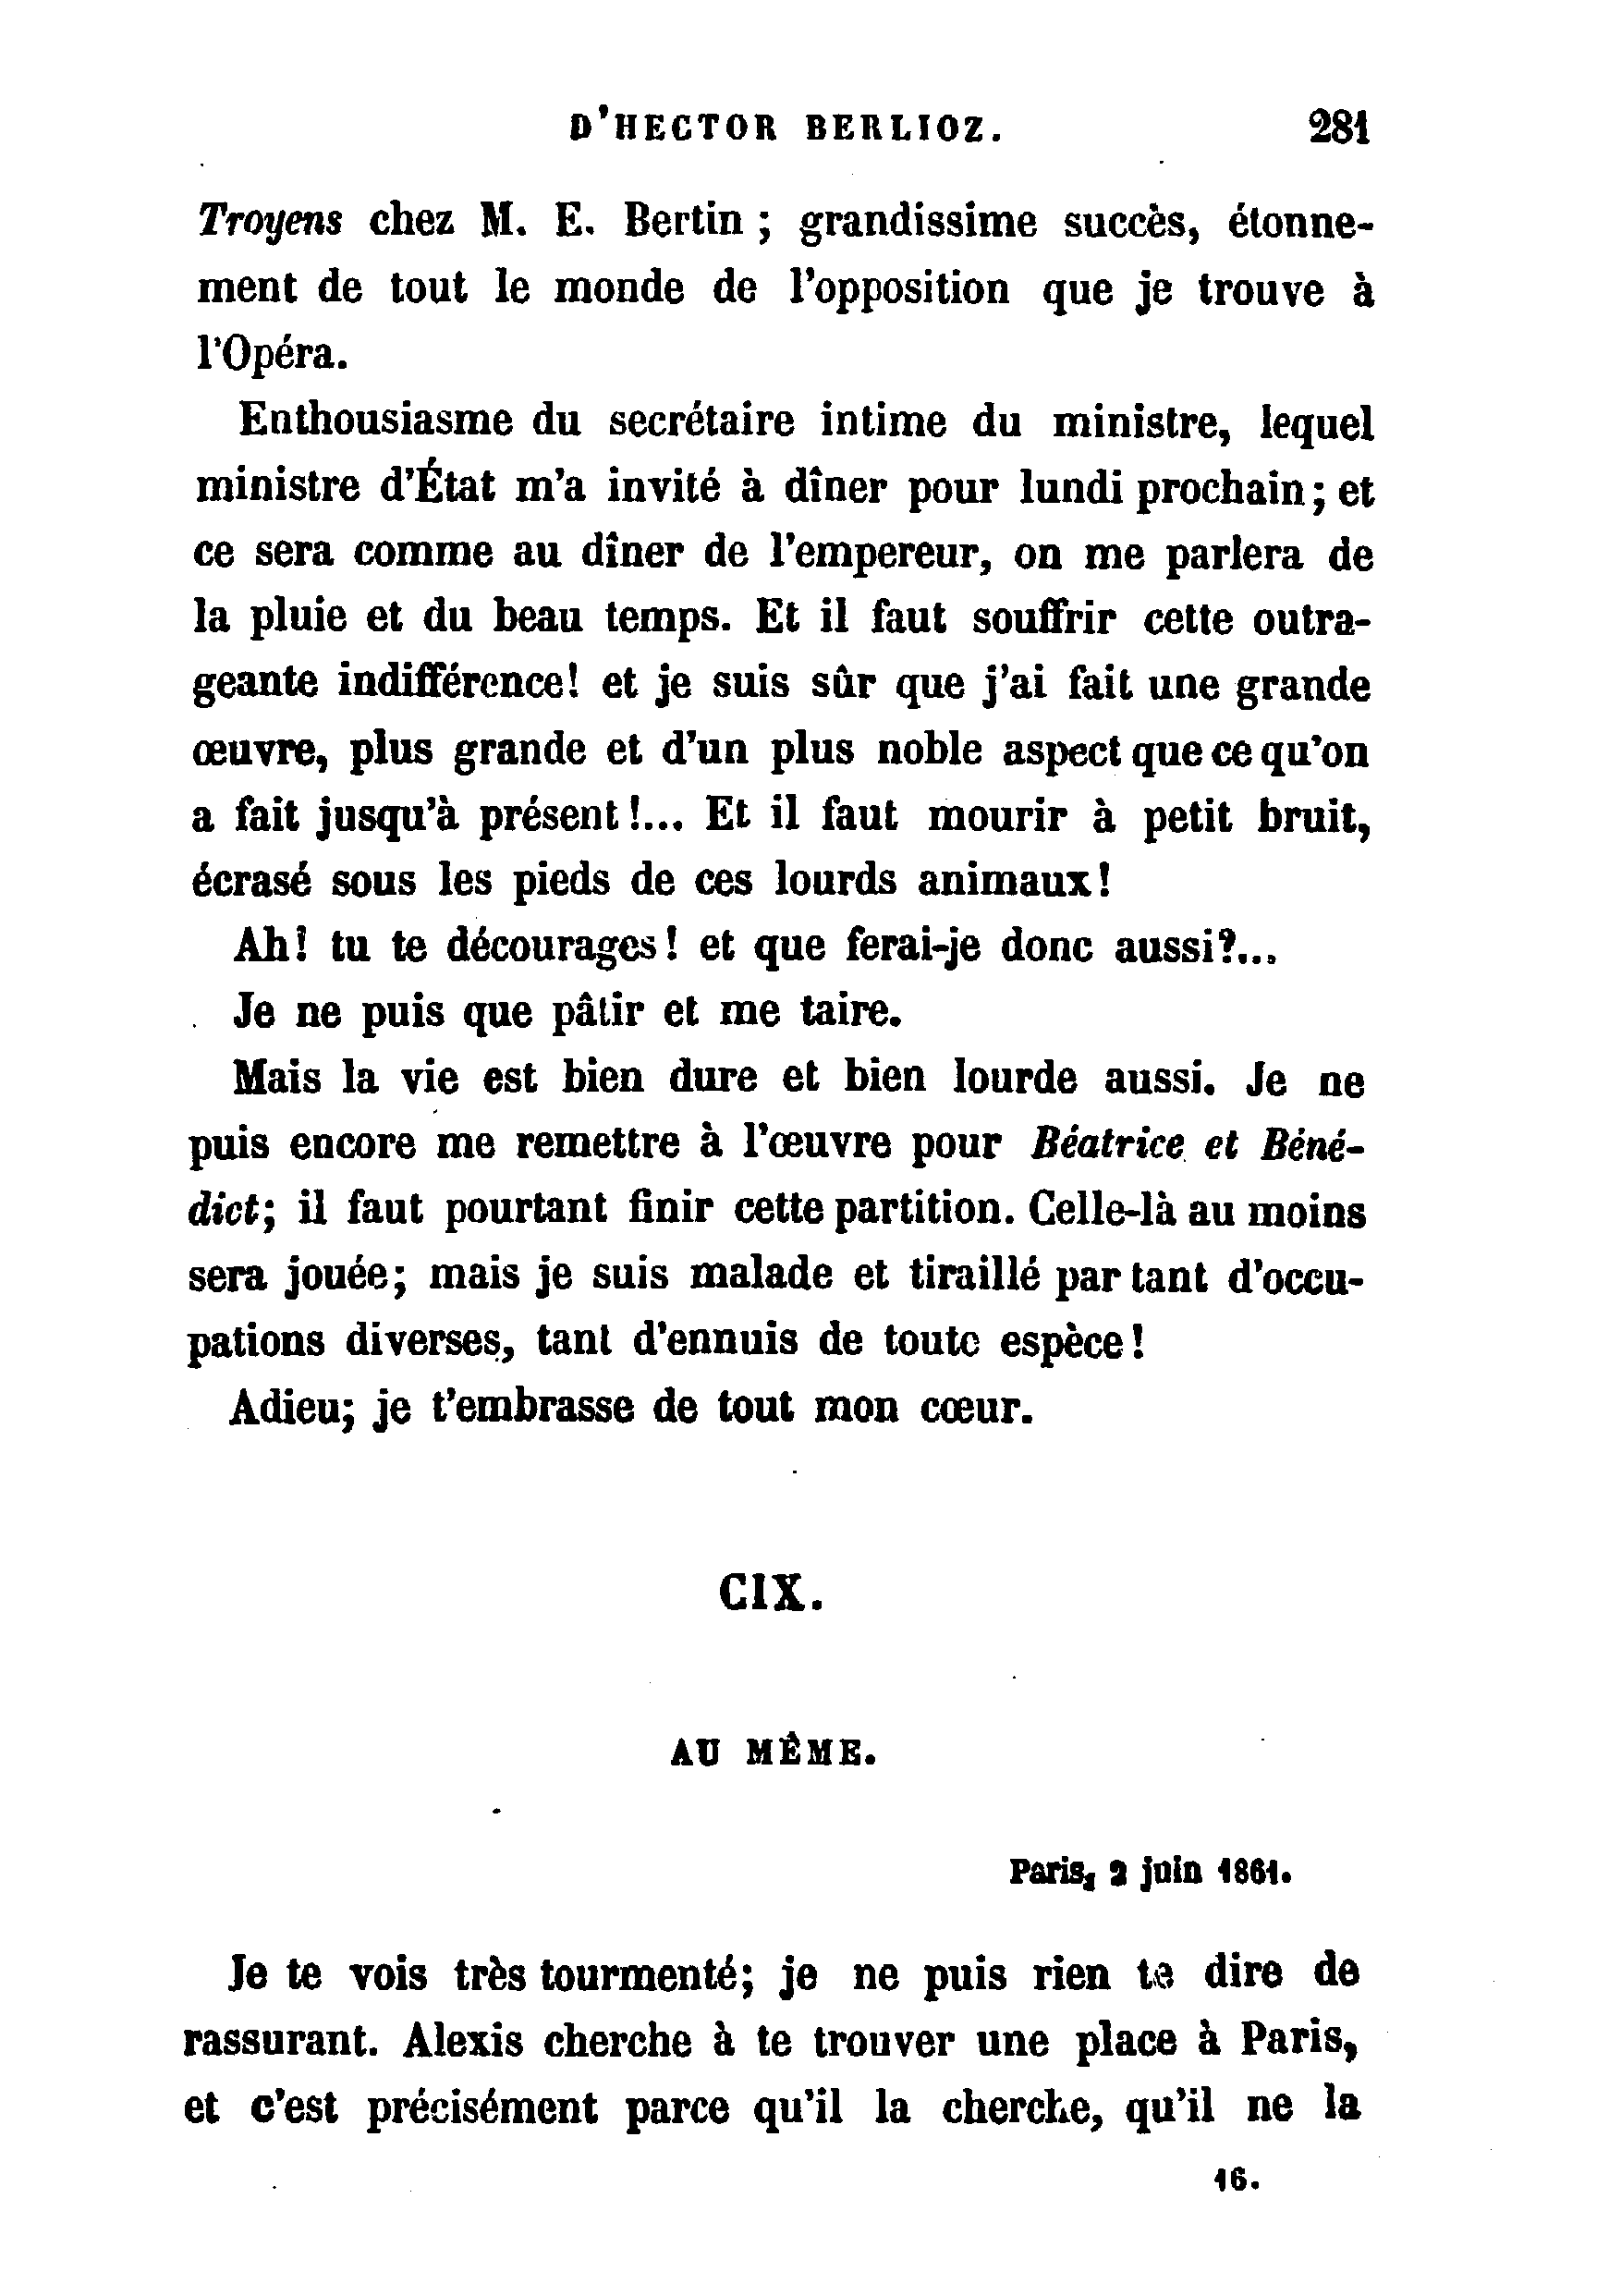 D'HECTOR BERLIOZ. 281
Troyens chez M. E. Bertin ; grandissime succès, étonne-
ment de tout le monde de l'opposition que je trouve à
l'Opéra.
Enthousiasme du secrétaire intime du ministre, lequel
ministre d'État m'a invité à dîner pour lundi prochain; et
ce sera comme au dîner de l'empereur, on me parlera de
la pluie et du beau temps. Et il faut souffrir cette outra-
geante indifférence! et je suis sûr que j'ai fait une grande
œuvre, plus grande et d'un plus noble aspect que ce qu'on
a fait jusqu'à présent !... Et il faut mourir à petit bruit,
écrasé sous les pieds de ces lourds animaux!
Ah! tu te décourages! et que ferai-je donc aussi?...
Je ne puis que pâtir et me taire.
Mais la vie est bien dure et bien lourde aussi. Je ne
puis encore me remettre à l'œuvre pour Béatrice et Béné-
dict; il faut pourtant finir cette partition. Celle-là au moins
sera jouée; mais je suis malade et tiraillé par tant d'occu-
pations diverses, tant d'ennuis de toute espèce!
Adieu; je t'embrasse de tout mon cœur.
CIX.
AU MÊME.
Paris, 2 juin 1861.
Je te vois très tourmenté; je ne puis rien te dire de
rassurant. Alexis cherche à te trouver une place à Paris,
et c'est précisément parce qu'il la cherche, qu'il ne la
16.